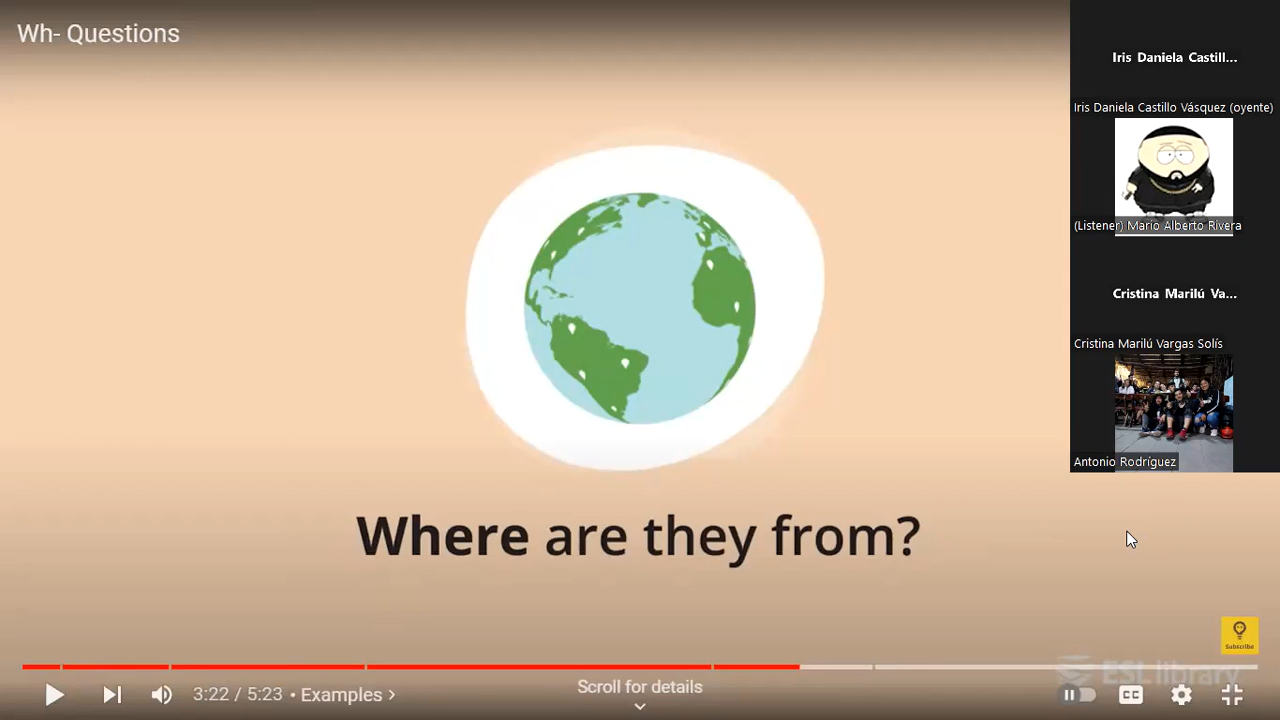 Wh- Questions
Iris Daniela Castill...
Iris Daniela Castillo Vásquez (oyente)
(Listener) Mario Alberto Rivera
Cristina Marilú Va...
Cristina Marilú Vargas Solís
Antonio Rodríguez
Where are they from?
Subscribe
ESL library
3:22 / 5:23 • Examples
Scroll for details
CC